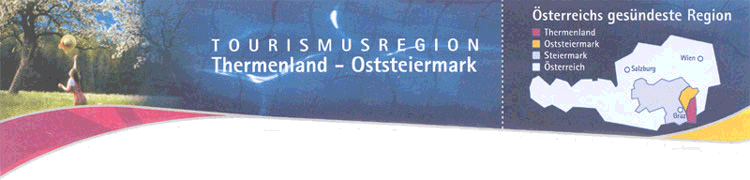 TOURISMUSREGION
Thermenland – Oststeiermark
Österreichs gesündeste Region
Thermenland
Oststeiermark
Steiermark
Österreich
Wien
Salzburg
Graz